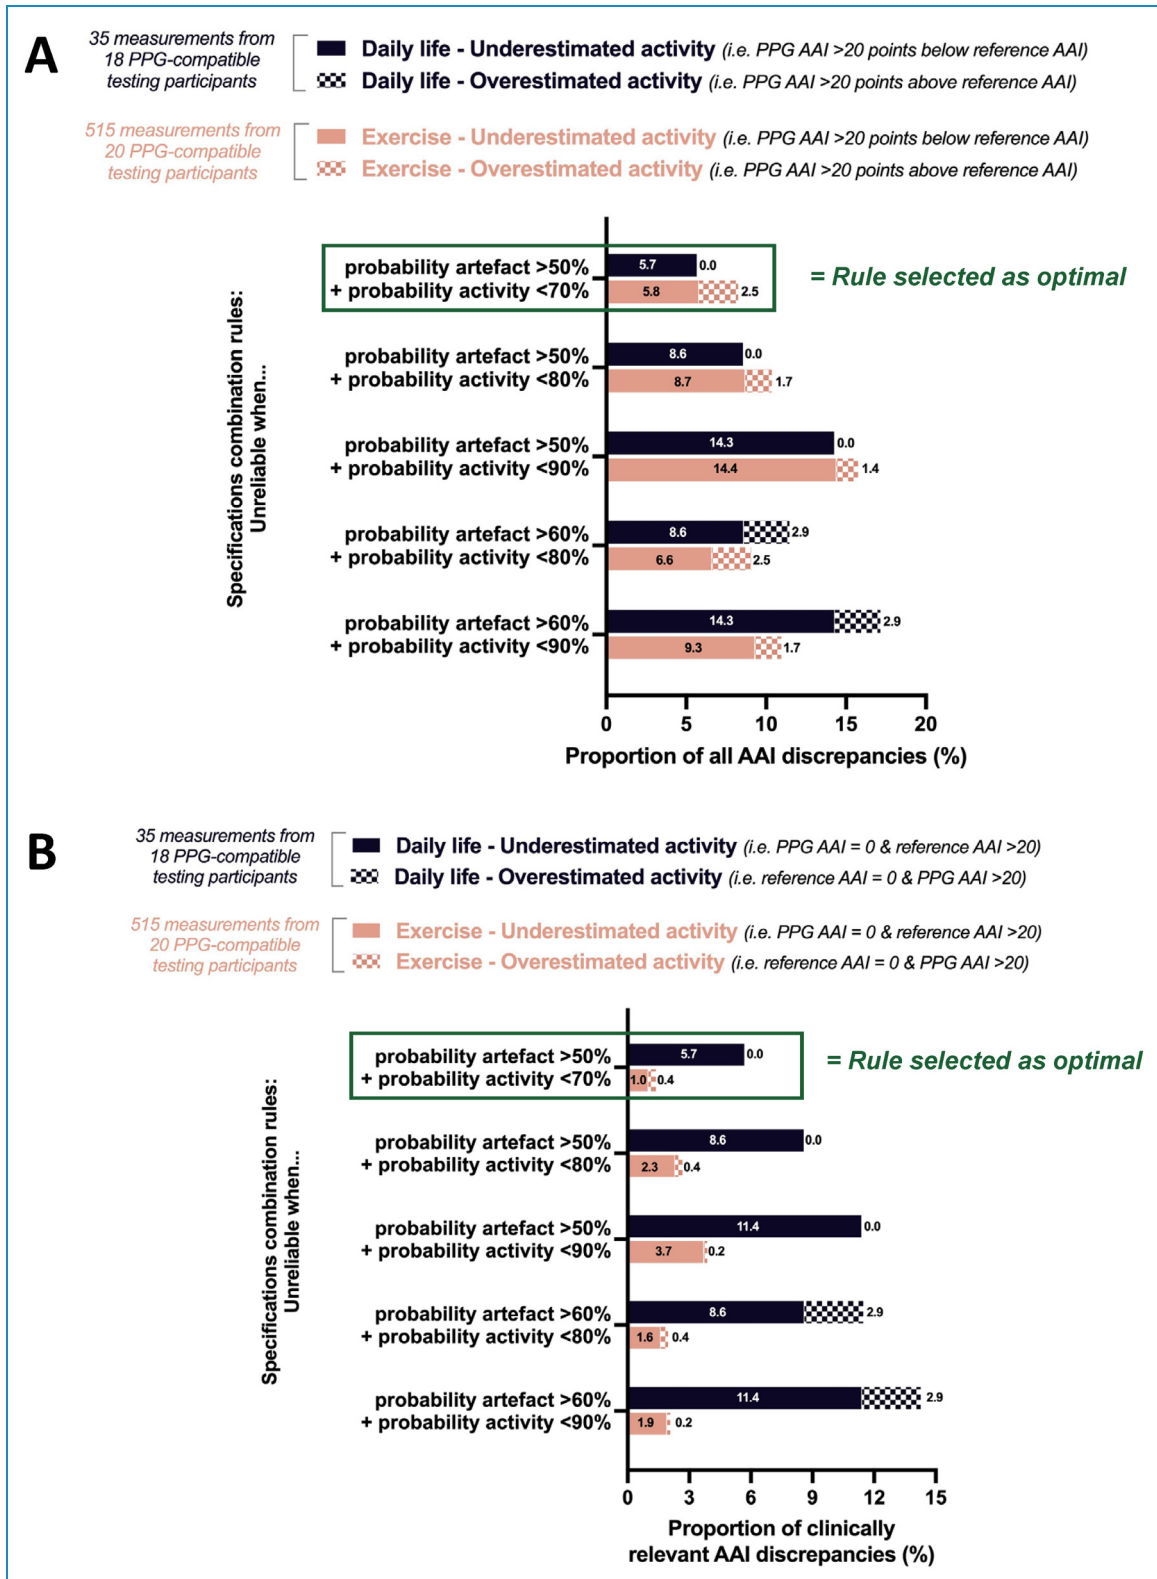 A
35 measurements from
18 PPG-compatible
testing participants
Daily life - Underestimated activity (i.e. PPG AAI >20 points below reference AAI)
Daily life - Overestimated activity (i.e. PPG AAI >20 points above reference AAI)
515 measurements from
20 PPG-compatible
testing participants
Exercise - Underestimated activity (i.e. PPG AAI >20 points below reference AAI)
Exercise - Overestimated activity (i.e. PPG AAI >20 points above reference AAI)
Specifications combination rules:
Unreliable when...
probability artefact >50%
+ probability activity <70%
5.7 0.0
5.8 2.5
= Rule selected as optimal
probability artefact >50%
+ probability activity <80%
8.6 0.0
8.7 1.7
probability artefact >50%
+ probability activity <90%
14.3 0.0
14.4 1.4
probability artefact >60%
+ probability activity <80%
8.6 2.9
6.6 2.5
probability artefact >60%
+ probability activity <90%
14.3 2.9
9.3 1.7
0 5 10 15 20
Proportion of all AAI discrepancies (%)
B
35 measurements from
18 PPG-compatible
testing participants
Daily life - Underestimated activity (i.e. PPG AAI = 0 & reference AAI >20)
Daily life - Overestimated activity (i.e. reference AAI = 0 & PPG AAI >20)
515 measurements from
20 PPG-compatible
testing participants
Exercise - Underestimated activity (i.e. PPG AAI = 0 & reference AAI >20)
Exercise - Overestimated activity (i.e. reference AAI = 0 & PPG AAI >20)
Specifications combination rules:
Unreliable when...
probability artefact >50%
+ probability activity <70%
5.7 0.0
1.0 0.4
= Rule selected as optimal
probability artefact >50%
+ probability activity <80%
8.6 0.0
2.3 0.4
probability artefact >50%
+ probability activity <90%
11.4 0.0
3.7 0.2
probability artefact >60%
+ probability activity <80%
8.6 2.9
1.6 0.4
probability artefact >60%
+ probability activity <90%
11.4 2.9
1.9 0.2
0 3 6 9 12 15
Proportion of clinically
relevant AAI discrepancies (%)